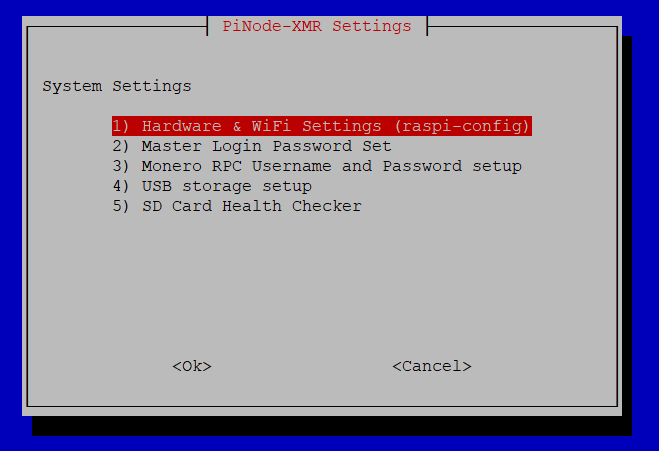 PiNode-XMR Settings
System Settings
1) Hardware & WiFi Settings (raspi-config)
2) Master Login Password Set
3) Monero RPC Username and Password setup
4) USB storage setup
5) SD Card Health Checker
<Ok> <Cancel>